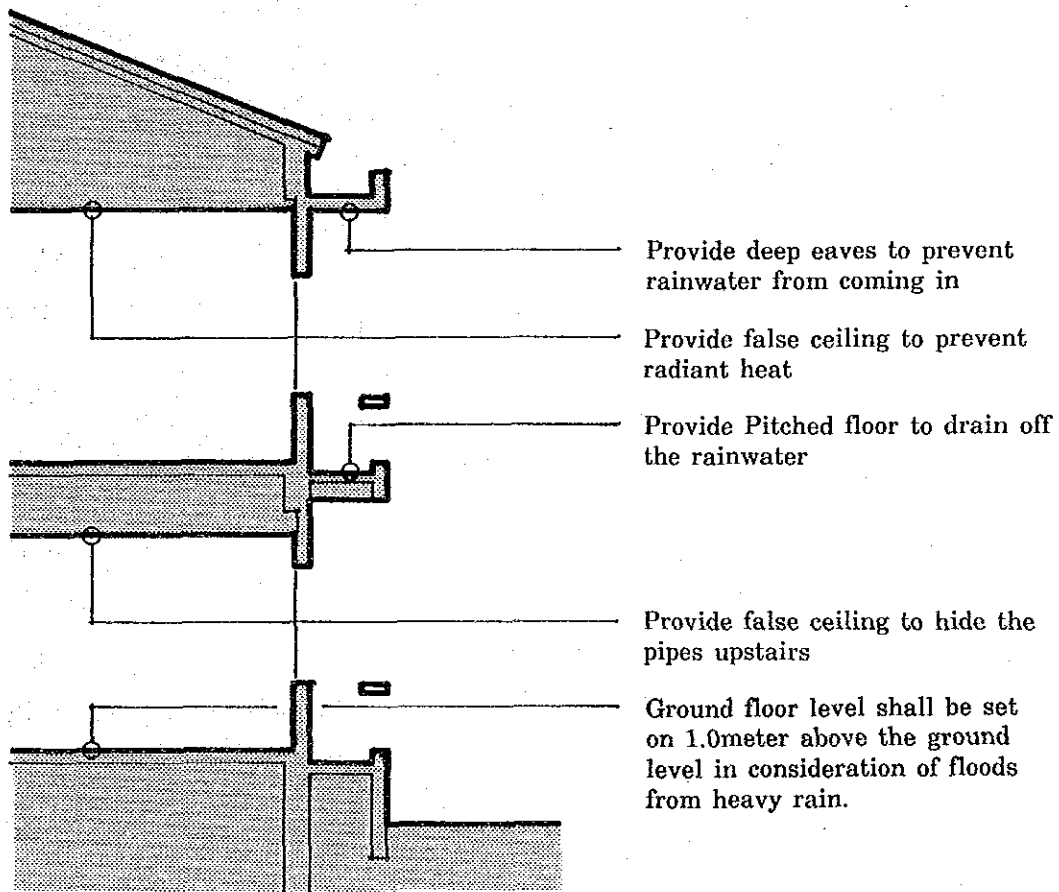 Provide deep eaves to prevent
rainwater from coming in
Provide false ceiling to prevent
radiant heat
Provide Pitched floor to drain off
the rainwater
Provide false ceiling to hide the
pipes upstairs
Ground floor level shall be set
on 1.0meter above the ground
level in consideration of floods
from heavy rain.